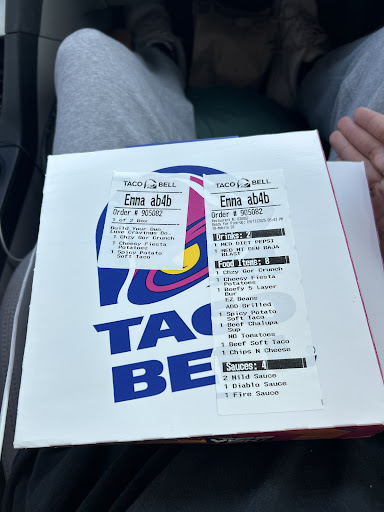 TACO BELL
Emma ab4b
Order # 905082
2 of 2 Box
Build Your Own
Luxe Cravings Bo.
1 Chzy Gor Crunch
1 Cheesy Fiesta
Potatoes
1 Spicy Potato
Soft Taco
TACO BELL
Emma ab4b
Order # 905082
Drinks: 2
1 MED DIET PEPSI
1 MED MT DEW BAJA
BLAST
Food Items: 8
1 Chzy Gor Crunch
1 Cheesy Fiesta
Potatoes
1 Beefy 5 Layer
Bur
EZ Beans
ADD Grilled
1 Spicy Potato
Soft Taco
1 Beef Chalupa
Sup
NO Tomatoes
1 Beef Soft Taco
1 Chips N Cheese
Sauces: 4
2 Mild Sauce
1 Diablo Sauce
1 Fire Sauce
TACO
BE